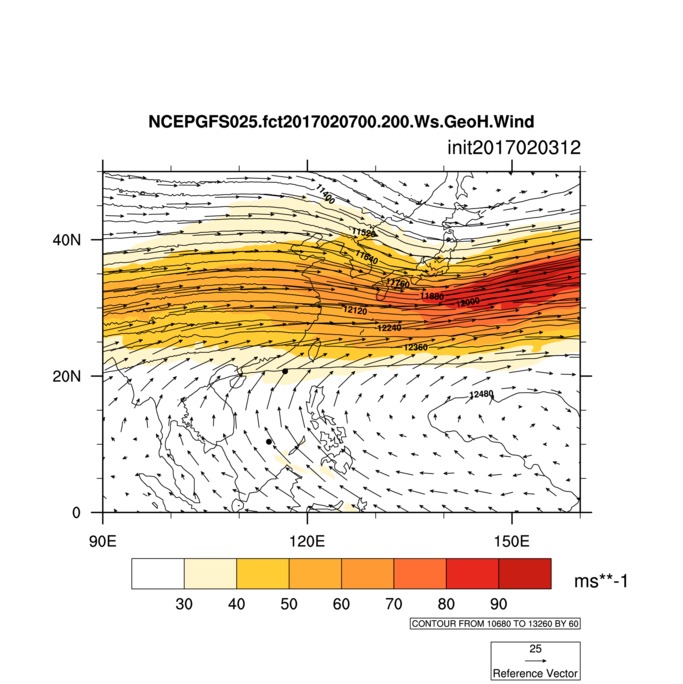 NCEPGFS025.fct2017020700.200.Ws.GeoH.Wind
init2017020312
11400
11520
40N
11640
11760
11880
12000
12120
12240
12360
20N
12480
0
90E 120E 150E
30 40 50 60 70 80 90
ms**-1
CONTOUR FROM 10680 TO 13260 BY 60
25
Reference Vector